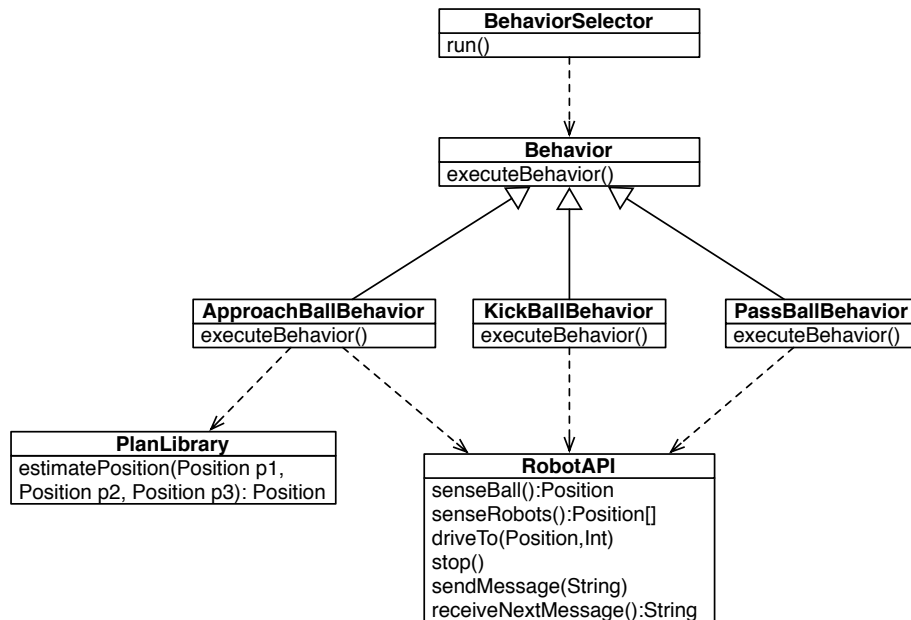 BehaviorSelector
run()
Behavior
executeBehavior()
ApproachBallBehavior
executeBehavior()
KickBallBehavior
executeBehavior()
PassBallBehavior
executeBehavior()
PlanLibrary
estimatePosition(Position p1,
Position p2, Position p3): Position
RobotAPI
senseBall():Position
senseRobots():Position[]
driveTo(Position,Int)
stop()
sendMessage(String)
receiveNextMessage():String